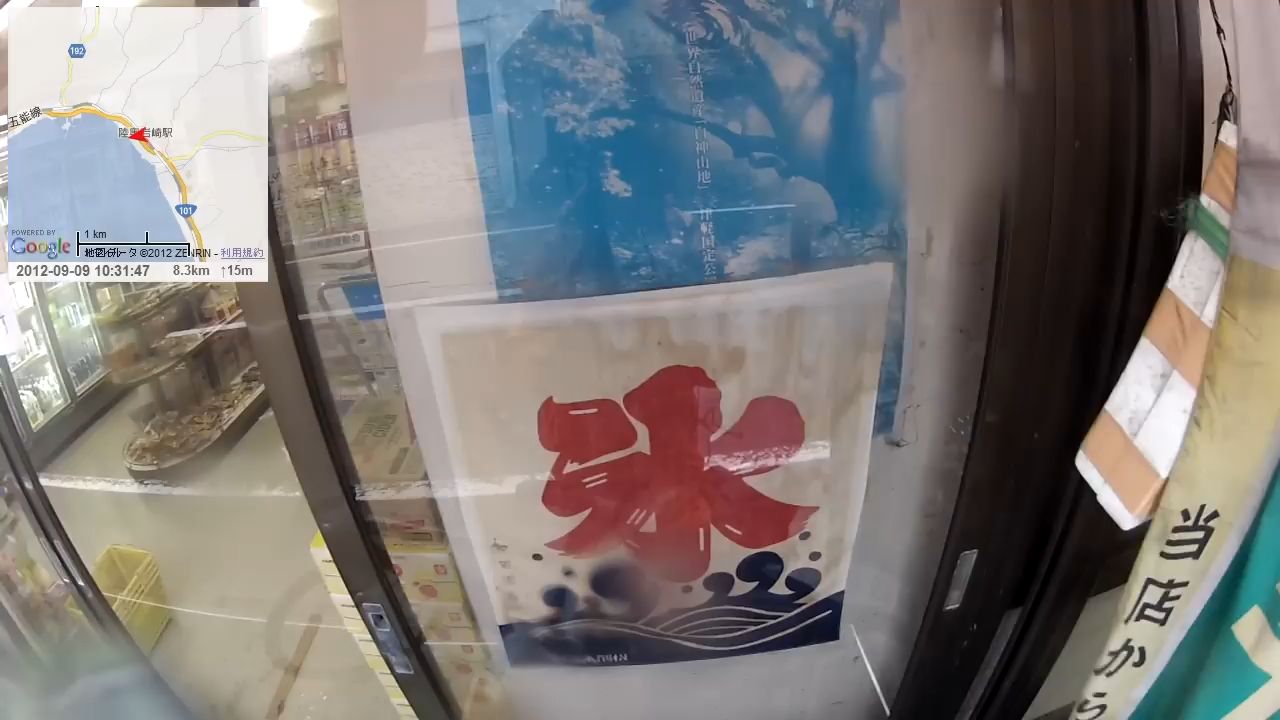 192
五能線
陸奥岩崎駅
101
POWERED BY
Google
1 km
地図データ ©2012 ZENRIN - 利用規約
2012-09-09 10:31:47 8.3km ↑15m
世界自然遺産「白神山地」
津軽国定公
氷
当店から